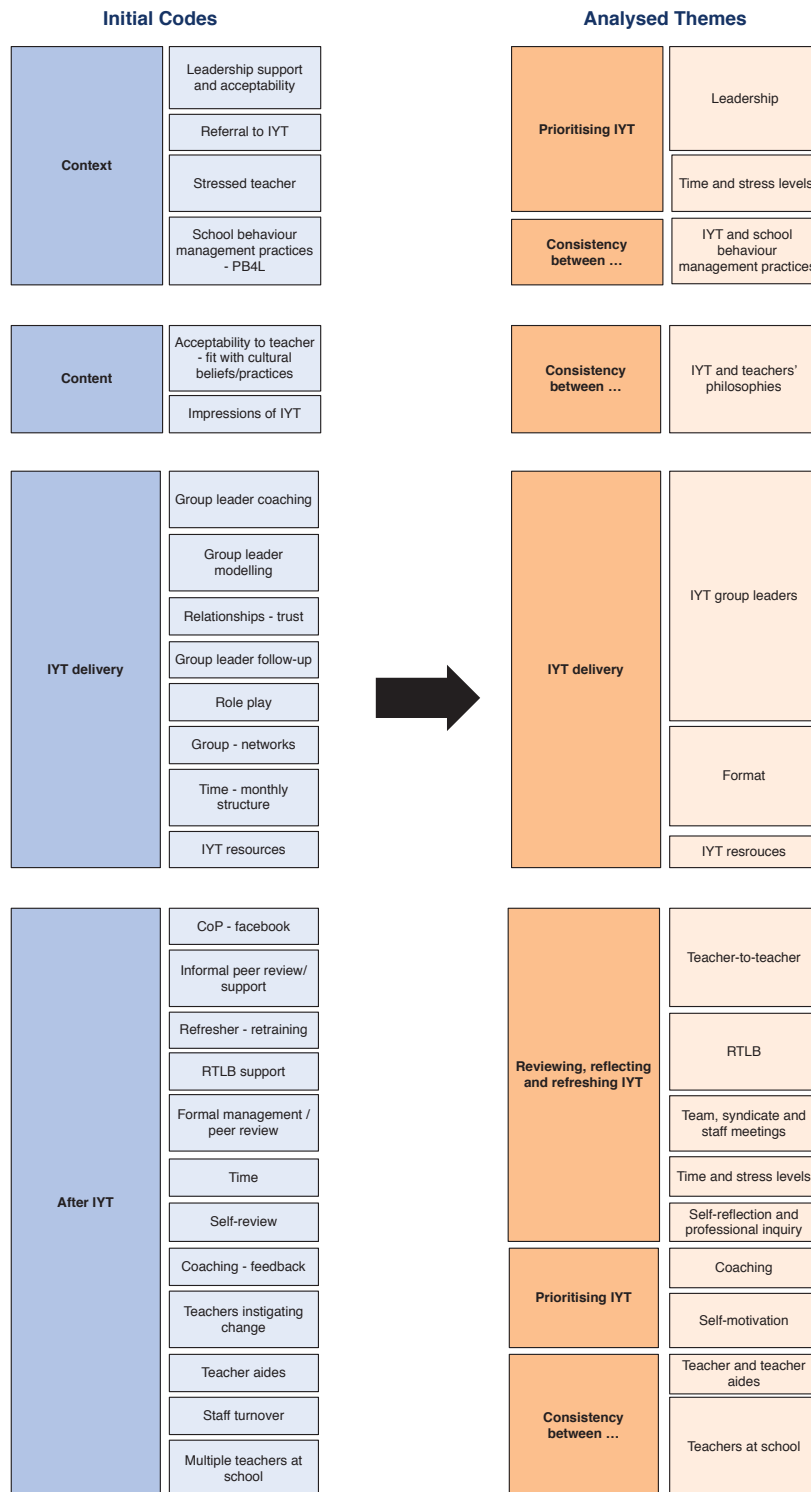 Initial Codes
Context
Leadership support
and acceptability
Referral to IYT
Stressed teacher
School behaviour
management practices
- PB4L
Content
Acceptability to teacher
- fit with cultural
beliefs/practices
Impressions of IYT
IYT delivery
Group leader coaching
Group leader
modelling
Relationships - trust
Group leader follow-up
Role play
Group - networks
Time - monthly
structure
IYT resources
After IYT
CoP - facebook
Informal peer review/
support
Refresher - retraining
RTLB support
Formal management /
peer review
Time
Self-review
Coaching - feedback
Teachers instigating
change
Teacher aides
Staff turnover
Multiple teachers at
school
Analysed Themes
Prioritising IYT
Leadership
Time and stress levels
Consistency
between ...
IYT and school
behaviour
management practices
Consistency
between ...
IYT and teachers'
philosophies
IYT delivery
IYT group leaders
Format
IYT resrouces
Reviewing, reflecting
and refreshing IYT
Teacher-to-teacher
RTLB
Team, syndicate and
staff meetings
Time and stress levels
Self-reflection and
professional inquiry
Prioritising IYT
Coaching
Self-motivation
Consistency
between ...
Teacher and teacher
aides
Teachers at school